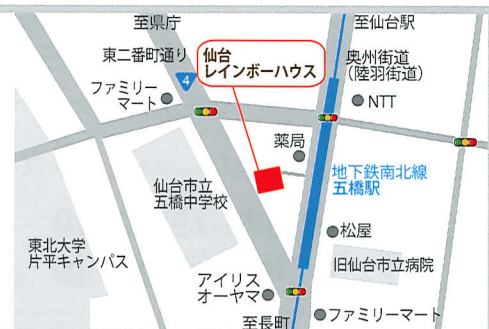 至県庁
至仙台駅
東二番町通り
仙台
レインボーハウス
奥州街道
(陸羽街道)
4
ファミリー
マート
NTT
薬局
地下鉄南北線
五橋駅
仙台市立
五橋中学校
松屋
東北大学
片平キャンパス
旧仙台市立病院
アイリス
オーヤマ
ファミリーマート
至長町